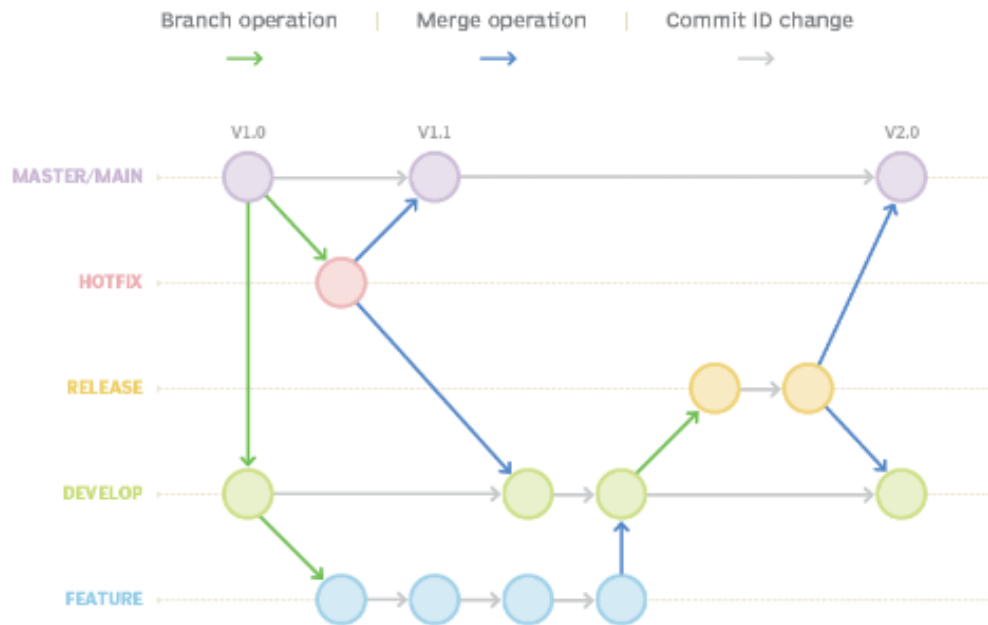 Branch operation | Merge operation | Commit ID change
V1.0 V1.1 V2.0
MASTER/MAIN
HOTFIX
RELEASE
DEVELOP
FEATURE